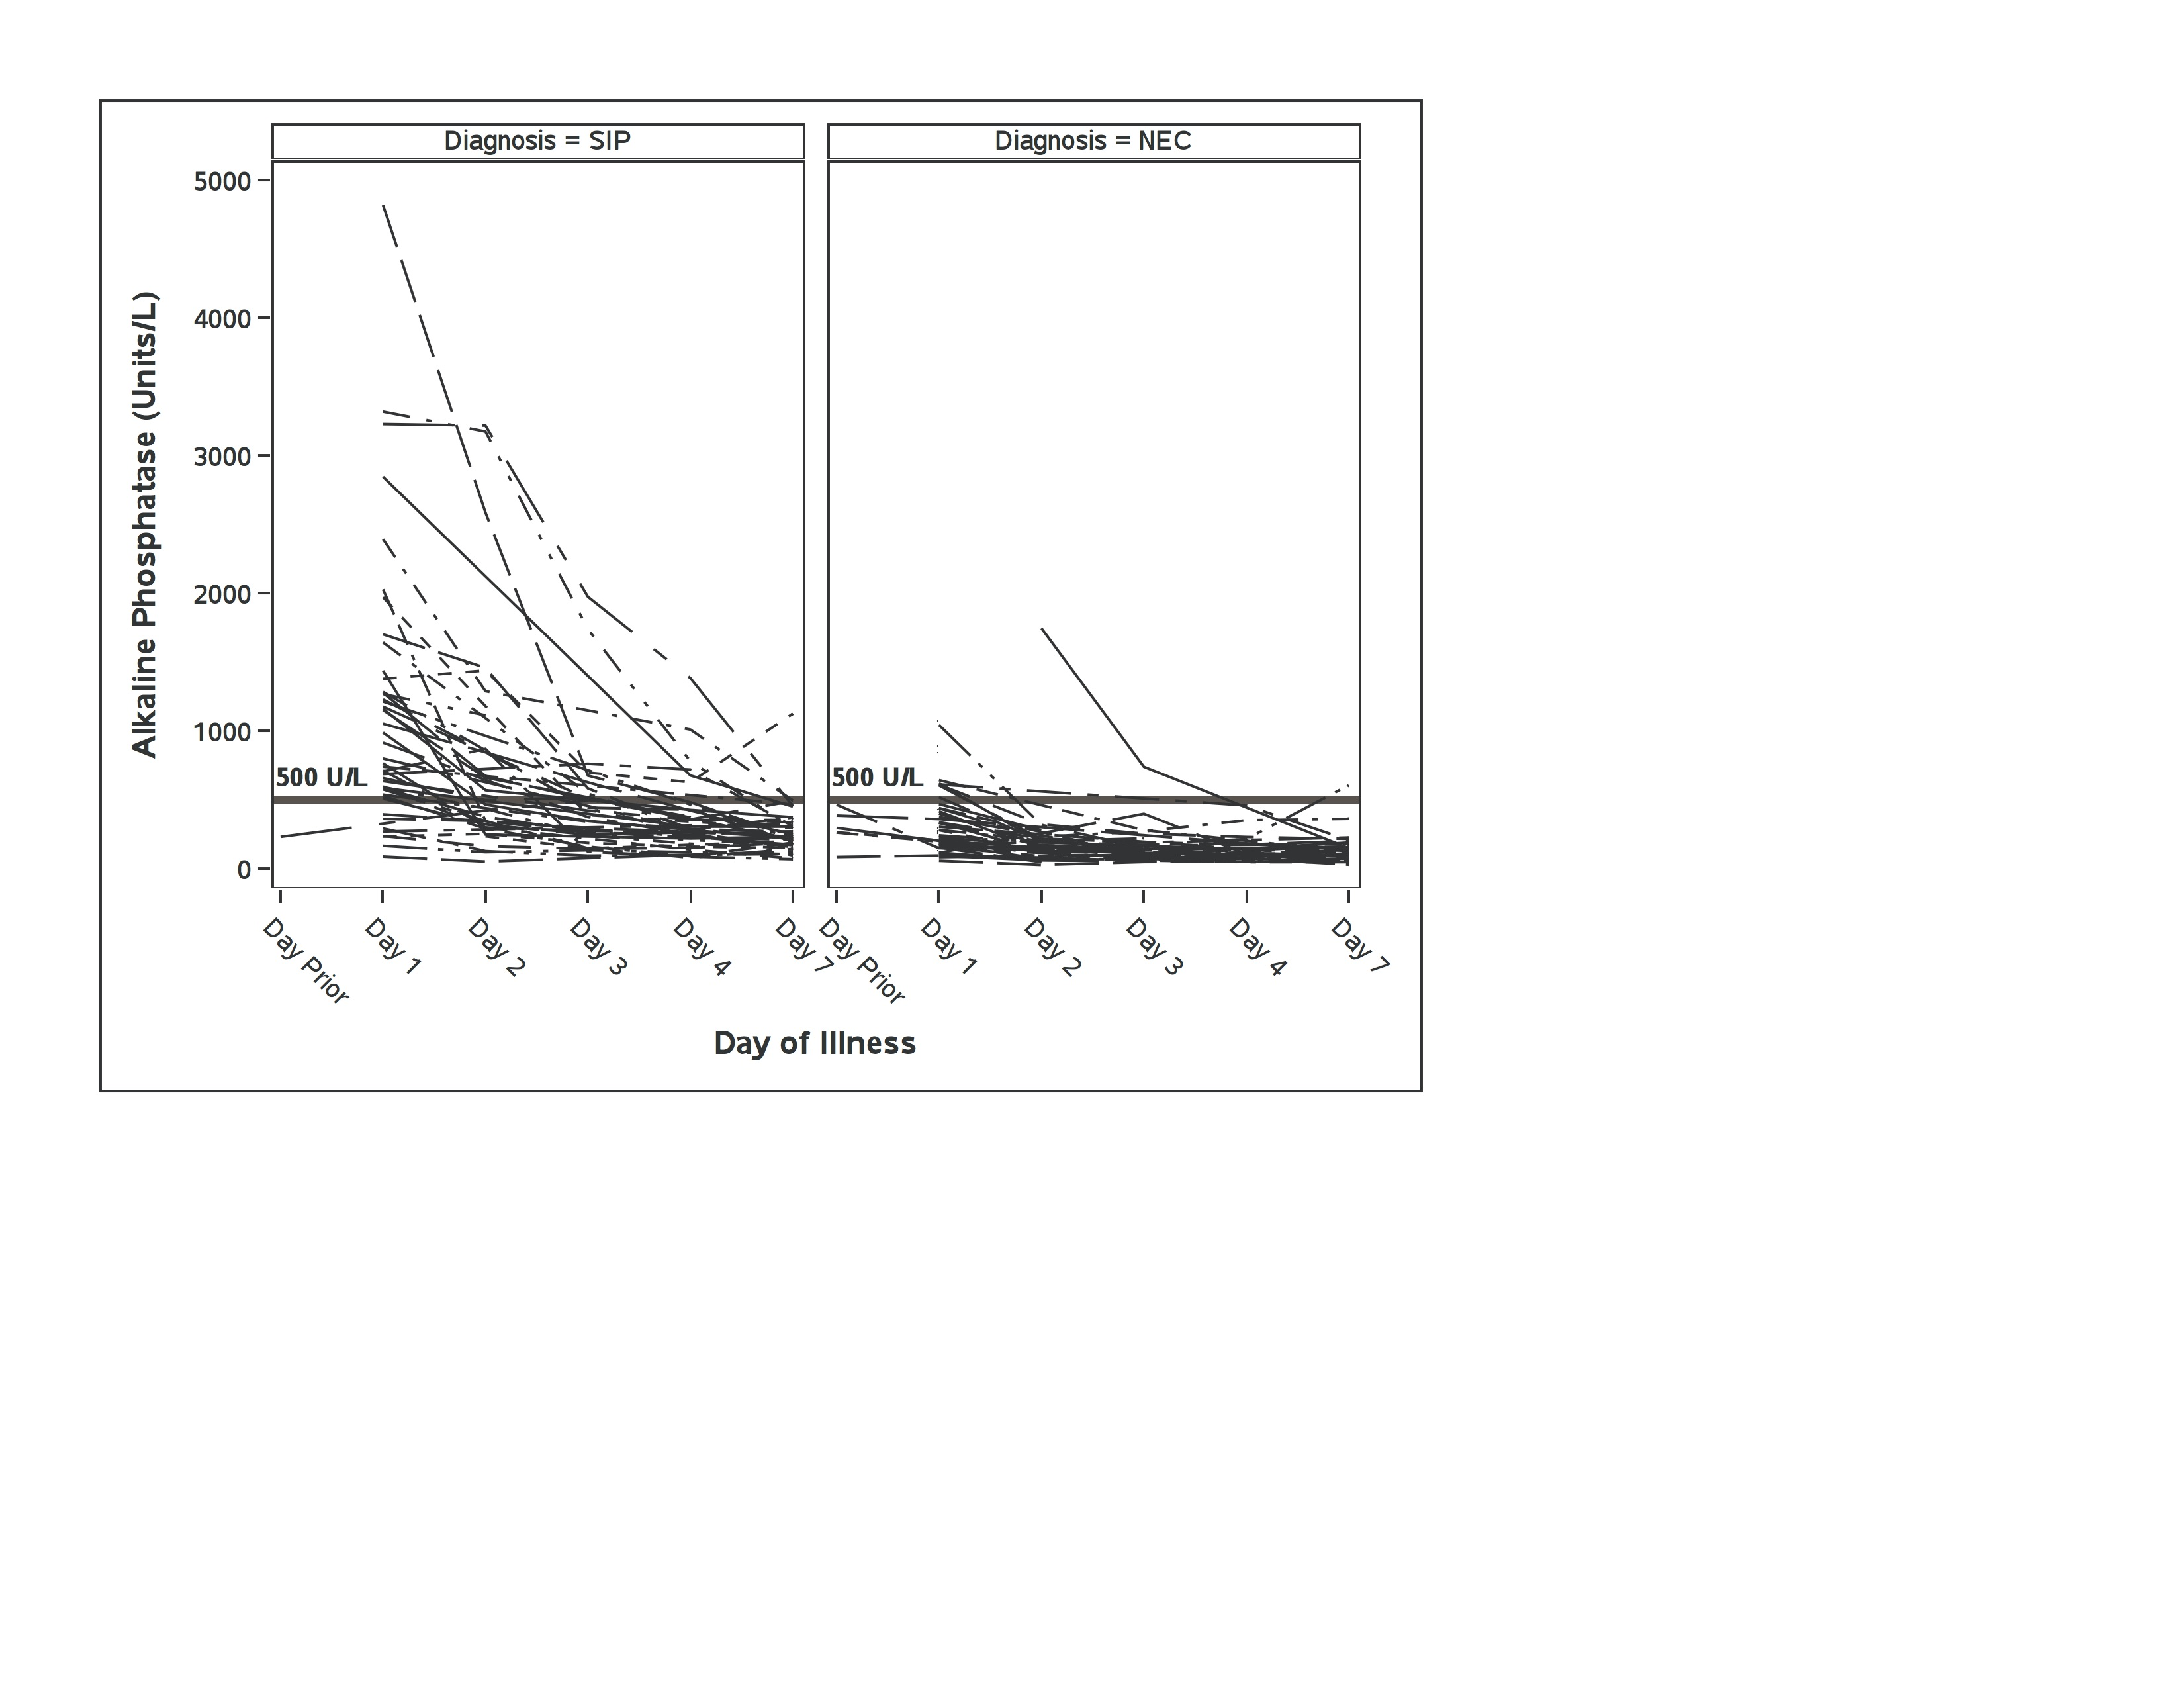 Diagnosis = SIP
Diagnosis = NEC
Alkaline Phosphatase (Units/L)
5000
4000
3000
2000
1000
0
500 U/L
500 U/L
Day Prior
Day 1
Day 2
Day 3
Day 4
Day 7
Day Prior
Day 1
Day 2
Day 3
Day 4
Day 7
Day of Illness